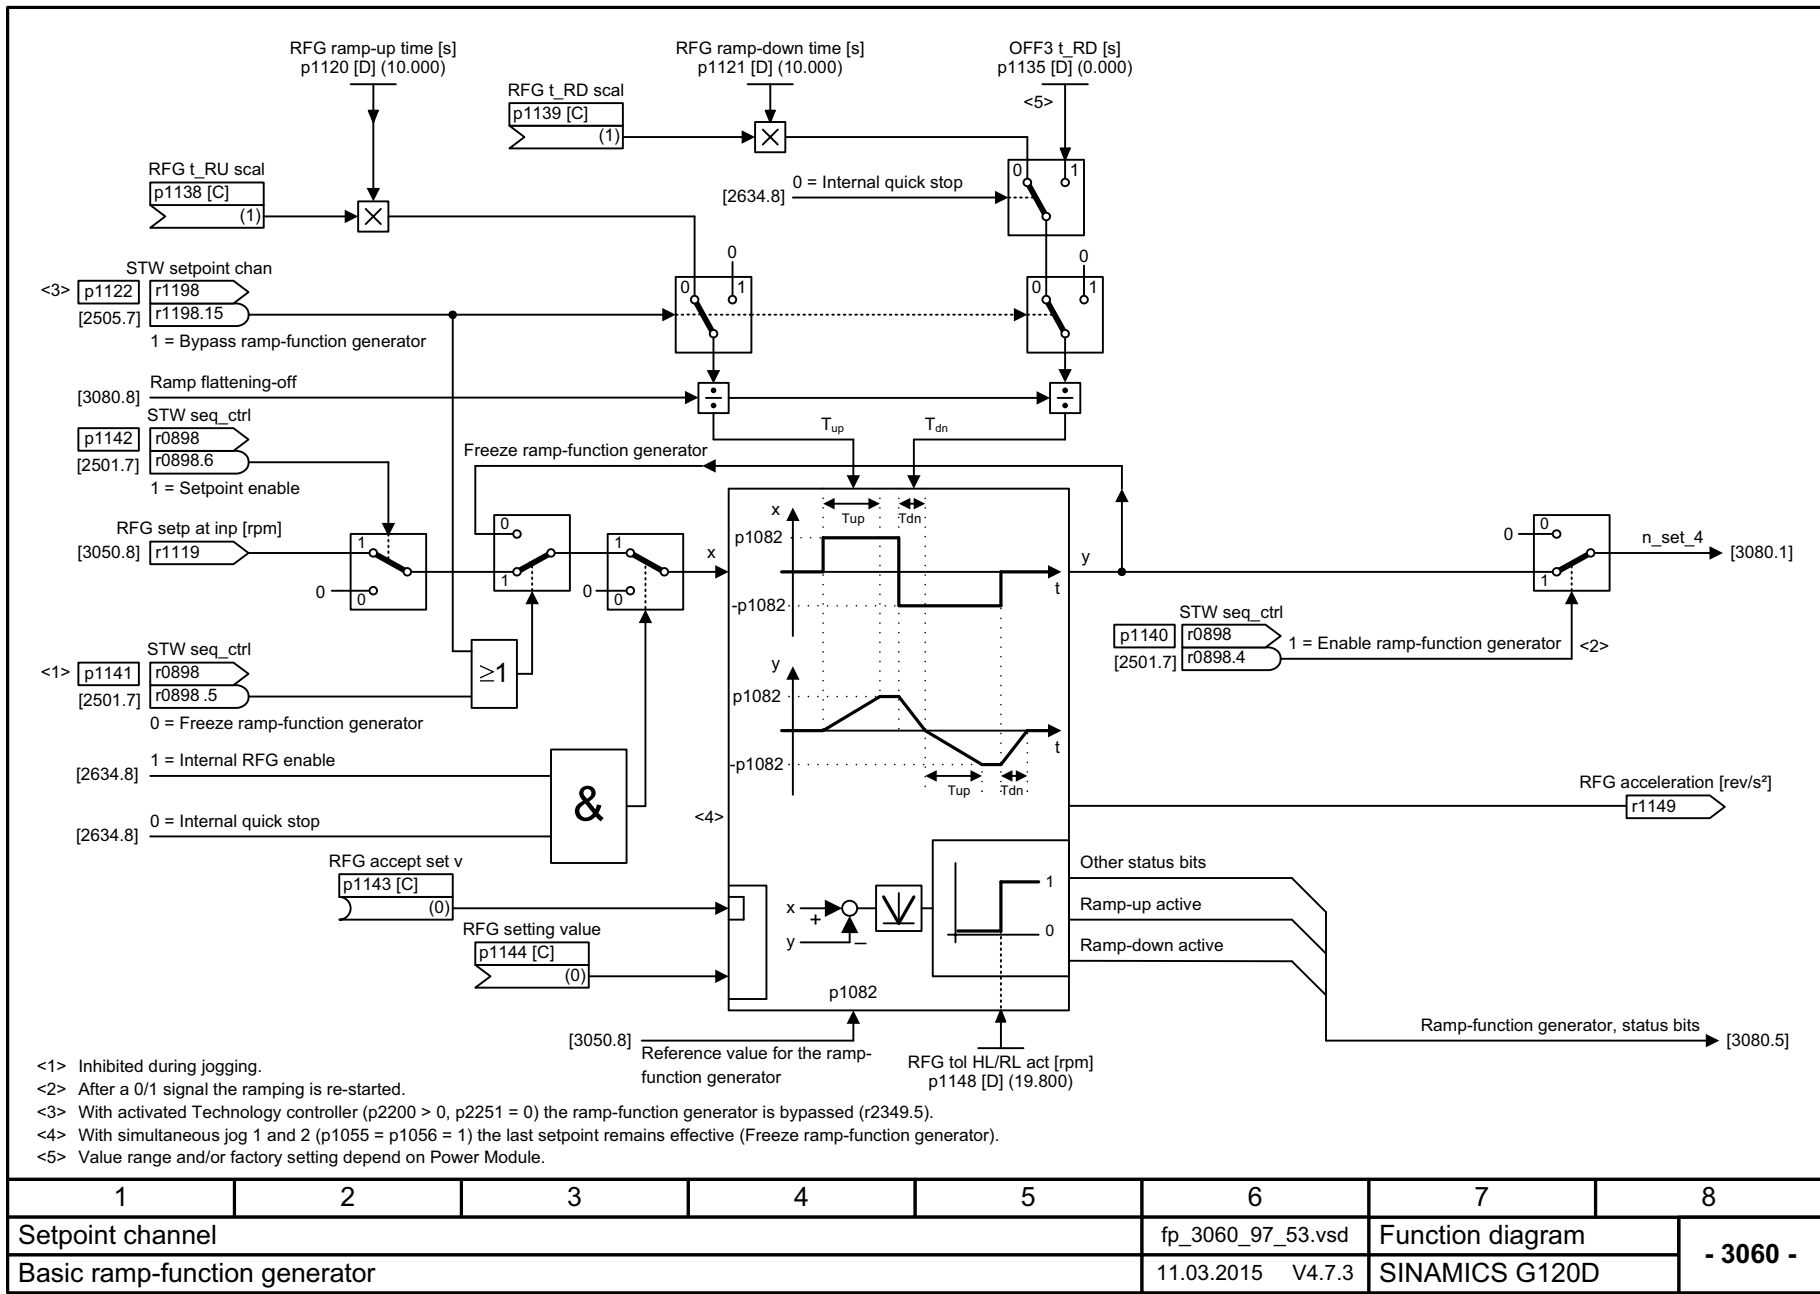 RFG ramp-up time [s]
p1120 [D] (10.000)
RFG ramp-down time [s]
p1121 [D] (10.000)
OFF3 t_RD [s]
p1135 [D] (0.000)
<5>
RFG t_RD scal
p1139 [C]
(1)
RFG t_RU scal
p1138 [C]
(1)
[2634.8]
0 = Internal quick stop
0
1
STW setpoint chan
<3>
p1122
r1198
[2505.7]
r1198.15
1 = Bypass ramp-function generator
0
0
1
0
0
1
Ramp flattening-off
[3080.8]
STW seq_ctrl
p1142
r0898
[2501.7]
r0898.6
1 = Setpoint enable
Tup
Tdn
Freeze ramp-function generator
RFG setp at inp [rpm]
[3050.8]
r1119
1
0
0
0
1
1
0
0
x
x
Tup
Tdn
p1082
-p1082
t
y
p1082
-p1082
t
Tup
Tdn
y
0
0
1
n_set_4
[3080.1]
STW seq_ctrl
p1140
r0898
[2501.7]
r0898.4
1 = Enable ramp-function generator
<2>
STW seq_ctrl
<1>
p1141
r0898
[2501.7]
r0898 .5
0 = Freeze ramp-function generator
≥1
[2634.8]
1 = Internal RFG enable
&
[2634.8]
0 = Internal quick stop
<4>
RFG acceleration [rev/s²]
r1149
RFG accept set v
p1143 [C]
(0)
RFG setting value
p1144 [C]
(0)
x
+
y
–
1
0
p1082
Other status bits
Ramp-up active
Ramp-down active
Ramp-function generator, status bits
[3080.5]
[3050.8]
Reference value for the ramp-
function generator
RFG tol HL/RL act [rpm]
p1148 [D] (19.800)
<1> Inhibited during jogging.
<2> After a 0/1 signal the ramping is re-started.
<3> With activated Technology controller (p2200 > 0, p2251 = 0) the ramp-function generator is bypassed (r2349.5).
<4> With simultaneous jog 1 and 2 (p1055 = p1056 = 1) the last setpoint remains effective (Freeze ramp-function generator).
<5> Value range and/or factory setting depend on Power Module.
1 2 3 4 5 6 7 8
Setpoint channel
fp_3060_97_53.vsd
Function diagram
- 3060 -
Basic ramp-function generator
11.03.2015 V4.7.3
SINAMICS G120D